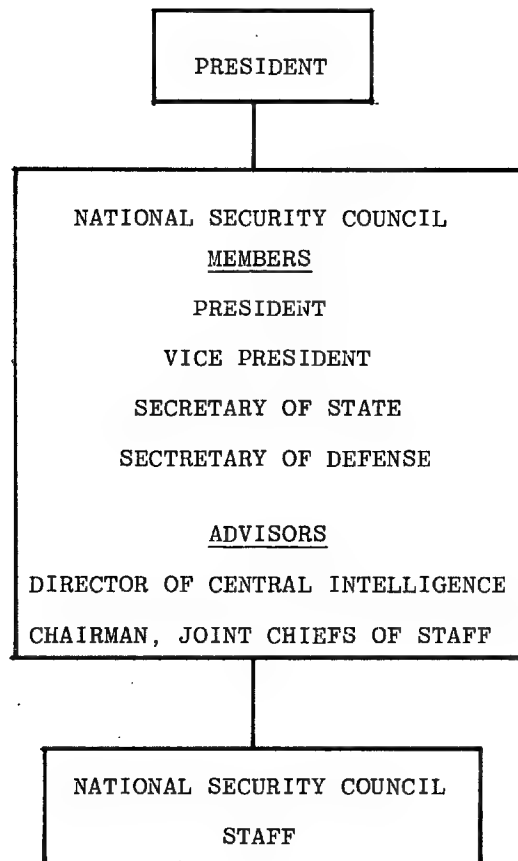 PRESIDENT
NATIONAL SECURITY COUNCIL
MEMBERS
PRESIDENT
VICE PRESIDENT
SECRETARY OF STATE
SECTRETARY OF DEFENSE
ADVISORS
DIRECTOR OF CENTRAL INTELLIGENCE
CHAIRMAN, JOINT CHIEFS OF STAFF
NATIONAL SECURITY COUNCIL
STAFF